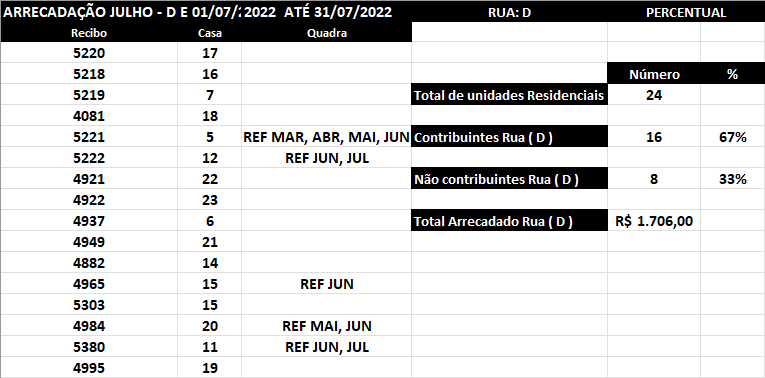 ARRECADAÇÃO JULHO - D E 01/07/2 2022 ATÉ 31/07/2022 RUA: D PERCENTUAL
Recibo Casa Quadra
5220 17
5218 16 Número %
5219 7 Total de unidades Residenciais 24
4081 18
5221 5 REF MAR, ABR, MAI, JUN Contribuintes Rua ( D ) 16 67%
5222 12 REF JUN, JUL
4921 22 Não contribuintes Rua ( D ) 8 33%
4922 23
4937 6 Total Arrecadado Rua ( D ) R$ 1.706,00
4949 21
4882 14
4965 15 REF JUN
5303 15
4984 20 REF MAI, JUN
5380 11 REF JUN, JUL
4995 19